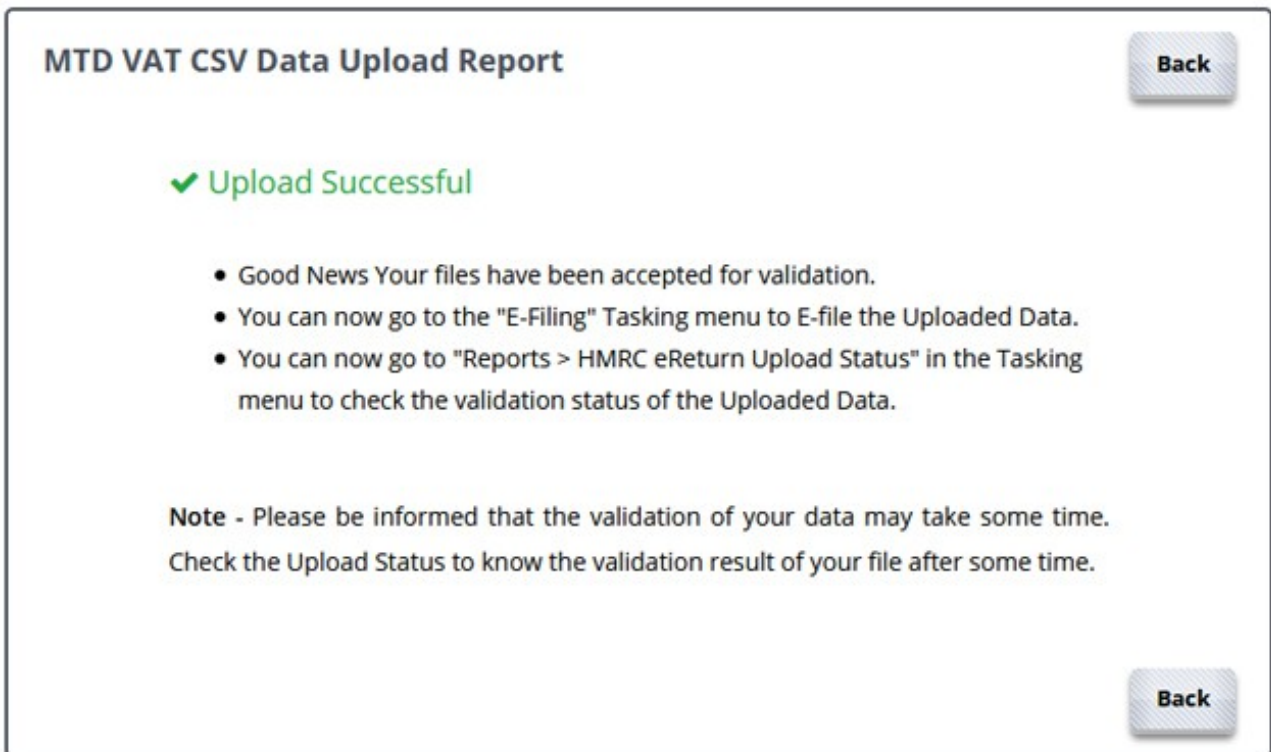 MTD VAT CSV Data Upload Report
Back
Upload Successful
Good News Your files have been accepted for validation.
You can now go to the "E-Filing" Tasking menu to E-file the Uploaded Data.
You can now go to "Reports > HMRC eReturn Upload Status" in the Tasking
menu to check the validation status of the Uploaded Data.
Note - Please be informed that the validation of your data may take some time.
Check the Upload Status to know the validation result of your file after some time.
Back